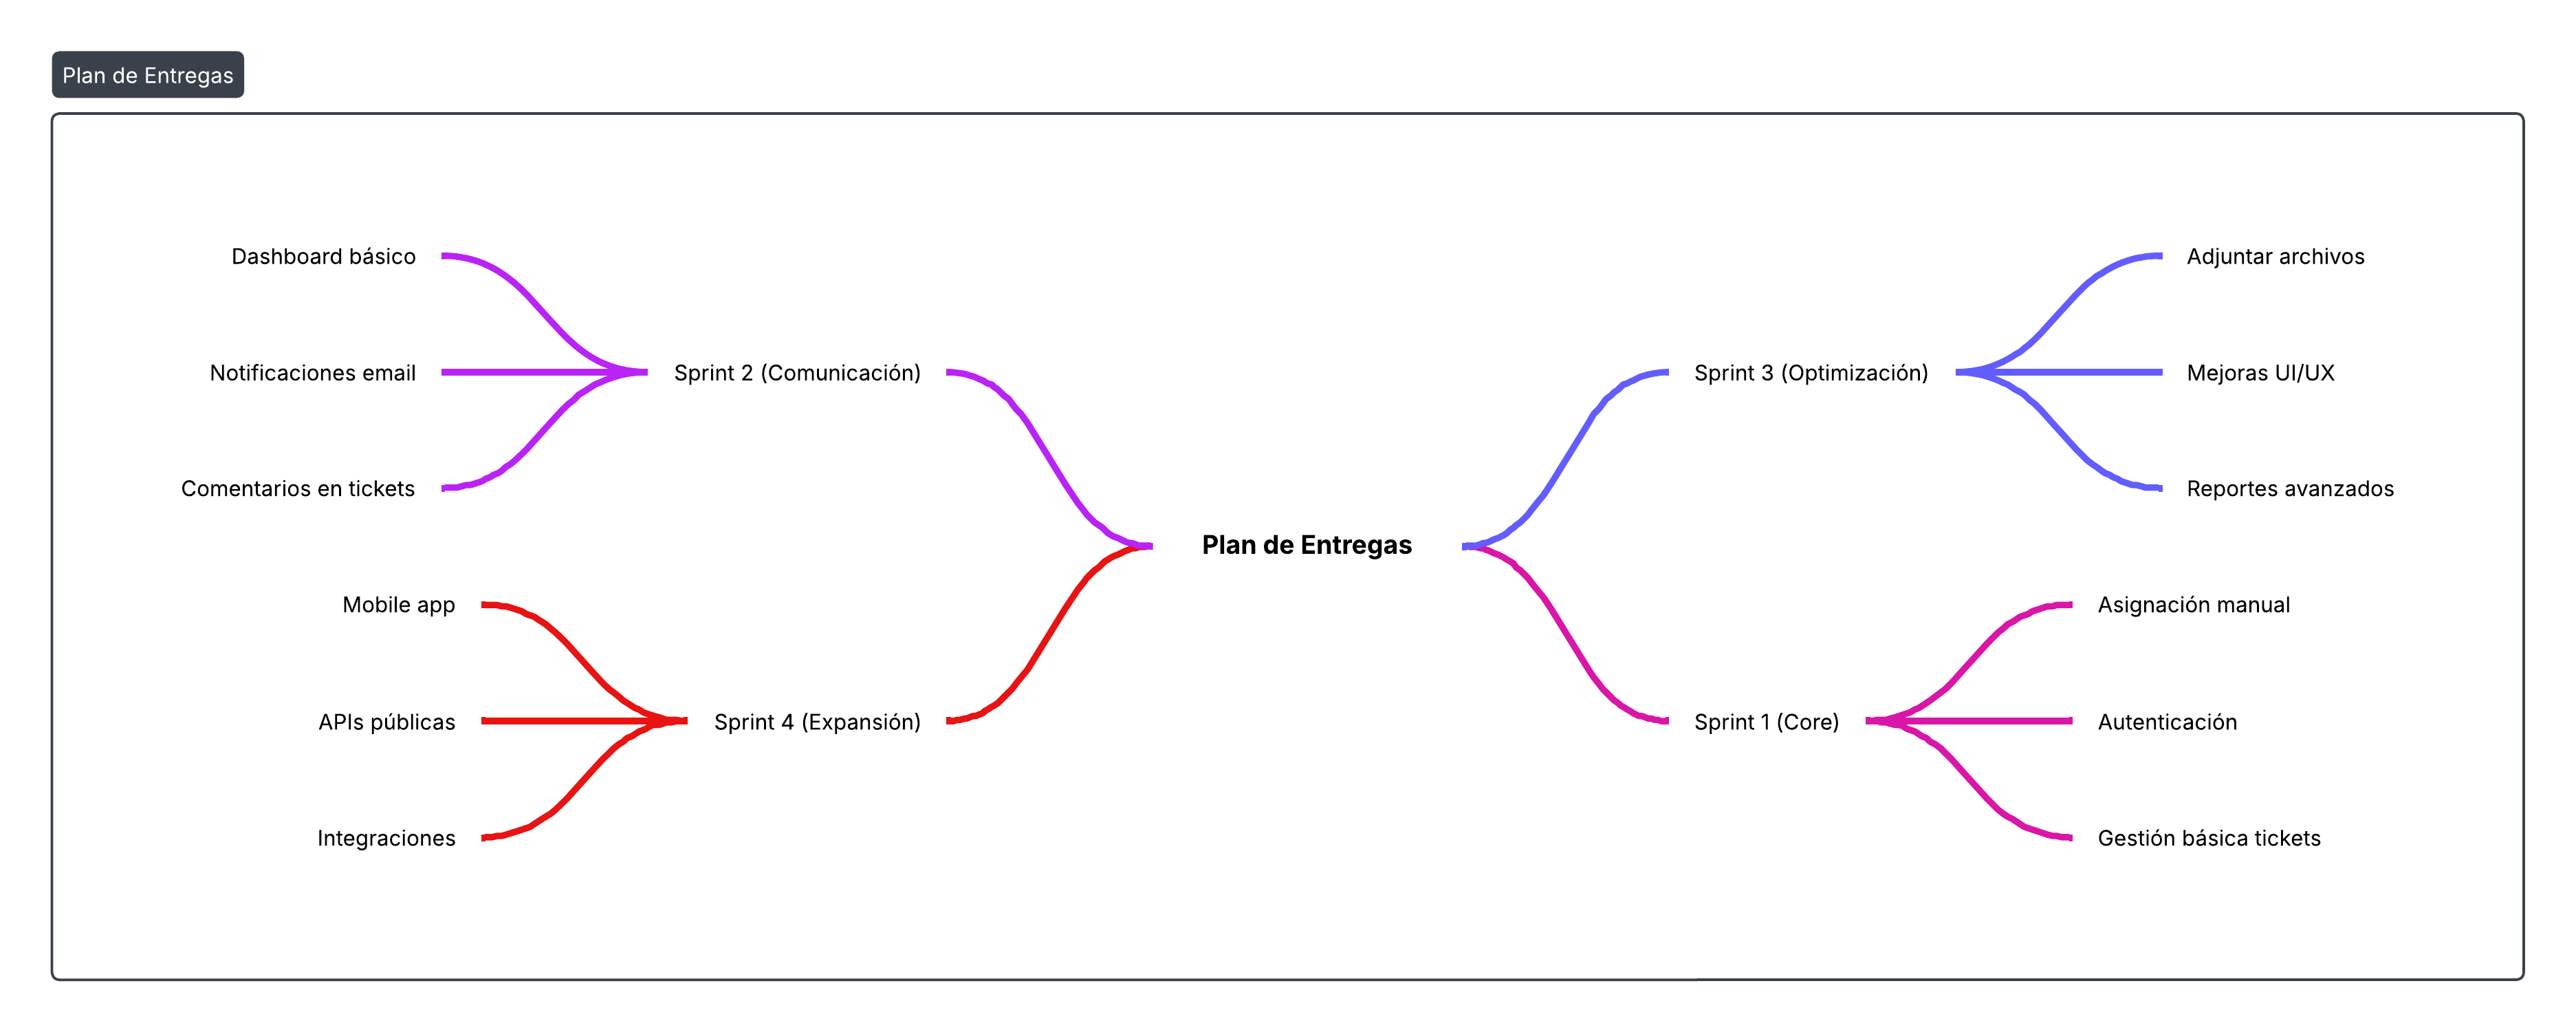 Plan de Entregas
Dashboard básico
Notificaciones email
Comentarios en tickets
Sprint 2 (Comunicación)
Mobile app
APIs públicas
Integraciones
Sprint 4 (Expansión)
Plan de Entregas
Sprint 3 (Optimización)
Adjuntar archivos
Mejoras UI/UX
Reportes avanzados
Sprint 1 (Core)
Asignación manual
Autenticación
Gestión básica tickets